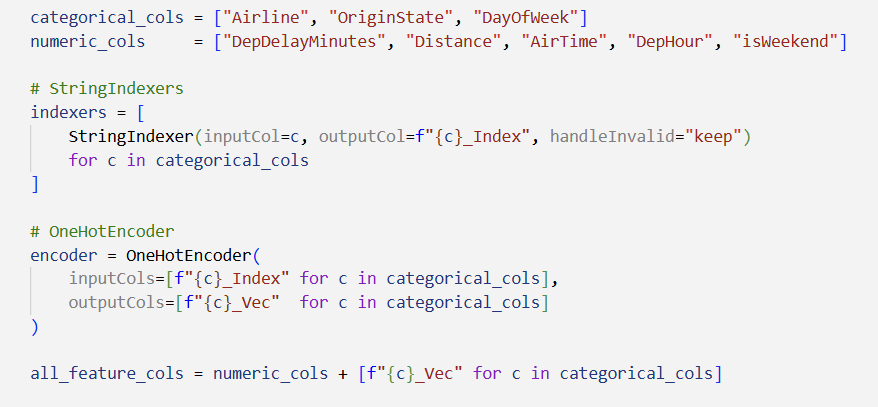 categorical_cols = ["Airline", "OriginState", "DayOfWeek"]
numeric_cols     = ["DepDelayMinutes", "Distance", "AirTime", "DepHour", "isWeekend"]

# StringIndexers
indexers = [
    StringIndexer(inputCol=c, outputCol=f"{c}_Index", handleInvalid="keep")
    for c in categorical_cols
]

# OneHotEncoder
encoder = OneHotEncoder(
    inputCols=[f"{c}_Index" for c in categorical_cols],
    outputCols=[f"{c}_Vec"  for c in categorical_cols]
)

all_feature_cols = numeric_cols + [f"{c}_Vec" for c in categorical_cols]